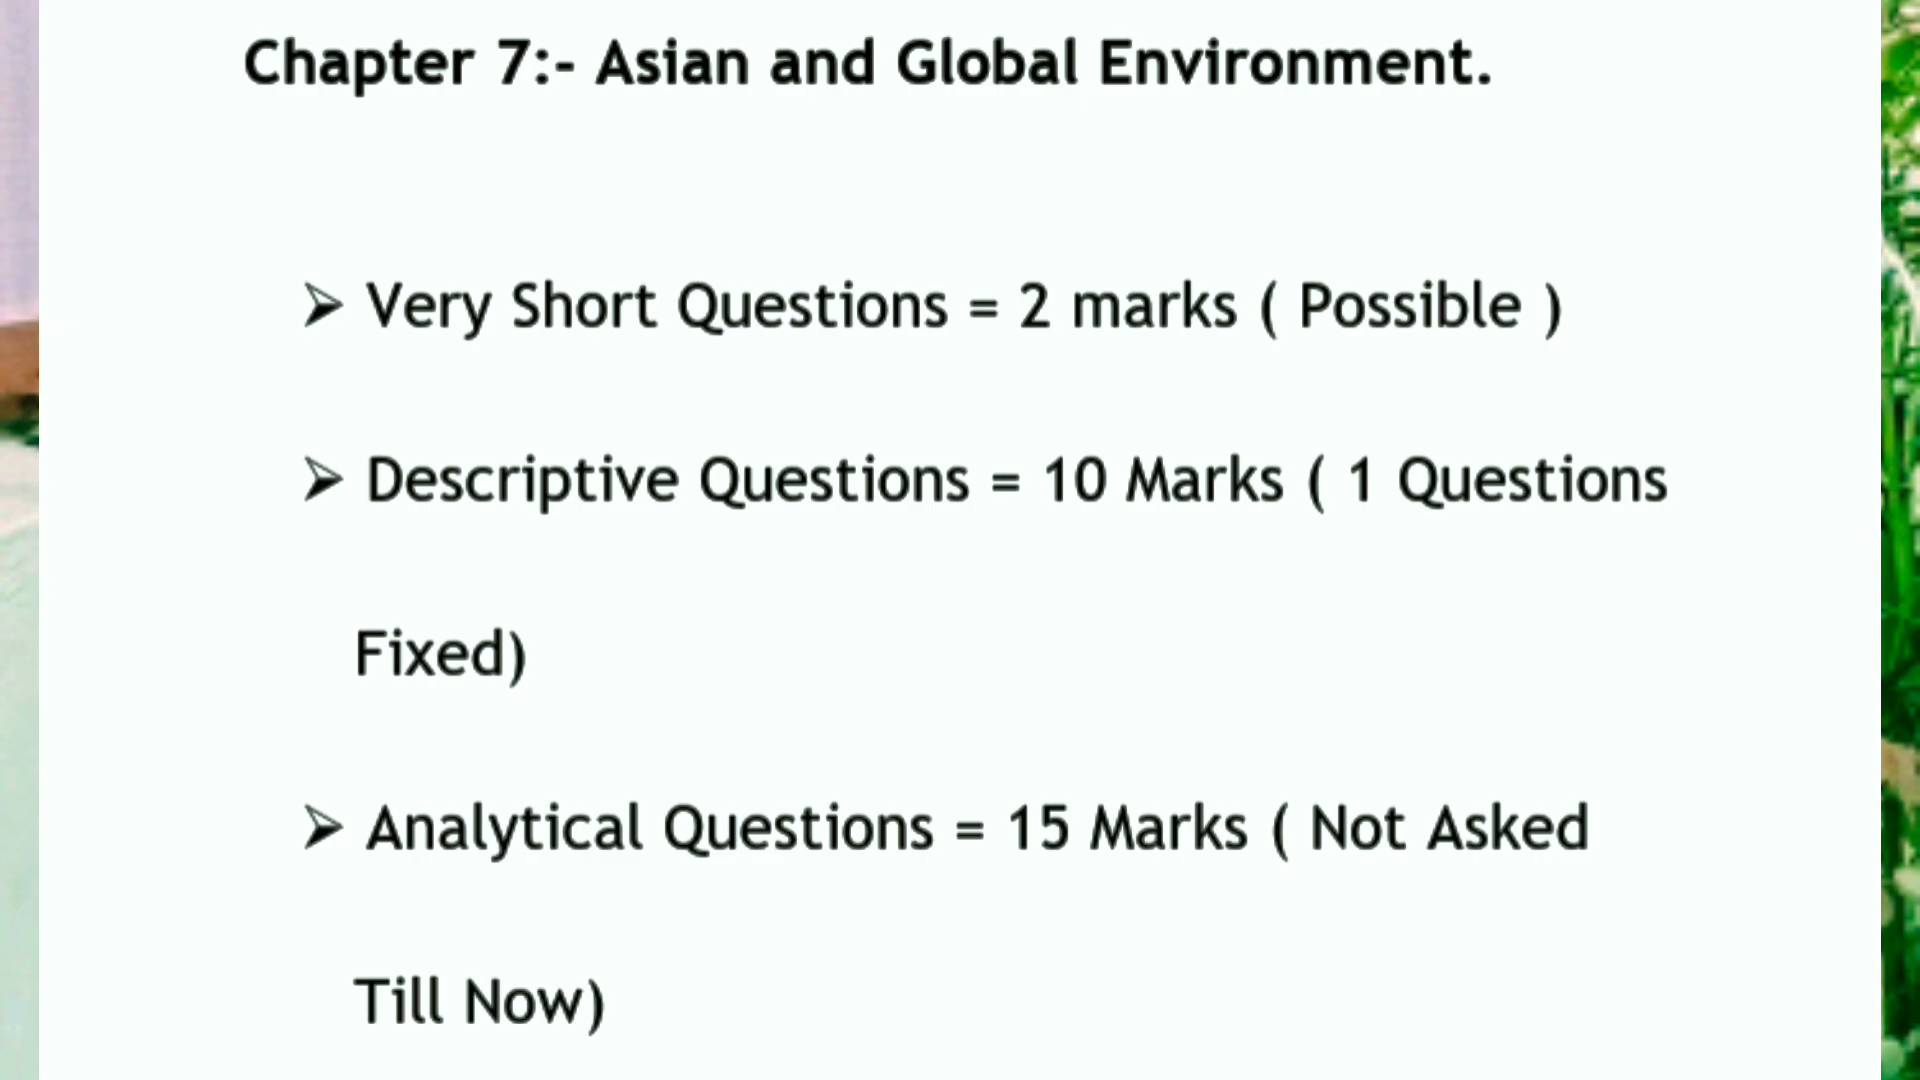 Chapter 7:- Asian and Global Environment.
➢ Very Short Questions = 2 marks ( Possible )
➢ Descriptive Questions = 10 Marks ( 1 Questions
Fixed)
➢ Analytical Questions = 15 Marks ( Not Asked
Till Now)